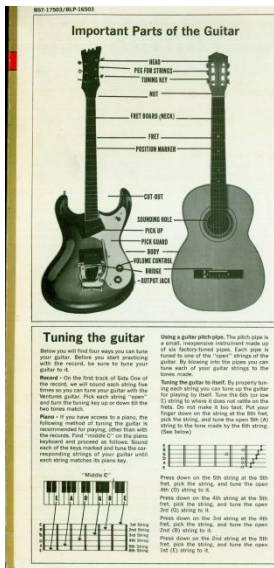 BST-17503/BLP-16503
Important Parts of the Guitar
HEAD
PEG FOR STRINGS
TUNING KEY
NUT
FRET BOARD (NECK)
FRET
POSITION MARKER
CUT-OUT
SOUNDING HOLE
PICK UP
PICK GUARD
BODY
VOLUME CONTROL
BRIDGE
OUTPUT JACK
Tuning the guitar
Below you will find four ways you can tune
your guitar. Before you start practicing
with the record, be sure to tune your
guitar to it.
Record - On the first track of Side One of
the record, we will sound each string five
times so you can tune your guitar with the
Ventures guitar. Pick each string "open"
and turn the tuning key up or down till the
two tones match.
Piano - If you have access to a piano, the
following method of tuning the guitar is
recommended for playing, other than with
the records. Find "middle C" on the piano
keyboard and proceed as follows: Sound
each of the keys marked and tune the cor-
responding strings of your guitar until
each string matches its piano key.
"Middle C"
E A D G B E
1st String
2nd String
3rd String
4th String
5th String
6th String
Using a guitar pitch-pipe. The pitch pipe is
a small, inexpensive instrument made up
of six factory-tuned pipes. Each pipe is
tuned to one of the "open" strings of the
guitar. By blowing into the pipes you can
tune each of your guitar strings to the
tones made.
Tuning the guitar to itself. By properly tun-
ing each string you can tune up the guitar
for playing by itself. Tune the 6th (or low
E) string to where it does not rattle on the
frets. Do not make it too taut. Put your
finger down on the string at the 5th fret,
pick the string, and tune the open 5th (A)
string to the tone made by the 6th string.
(See below)
Press down on the 5th string at the 5th
fret, pick the string, and tune the open
4th (D) string to it.
Press down on the 4th string at the 5th
fret, pick the string, and tune the open
3rd (G) string to it.
Press down on the 3rd string at the 4th
fret, pick the string, and tune the open
2nd (B) string to it.
Press down on the 2nd string at the 5th
fret, pick the string, and tune the open
1st (E) string to it.